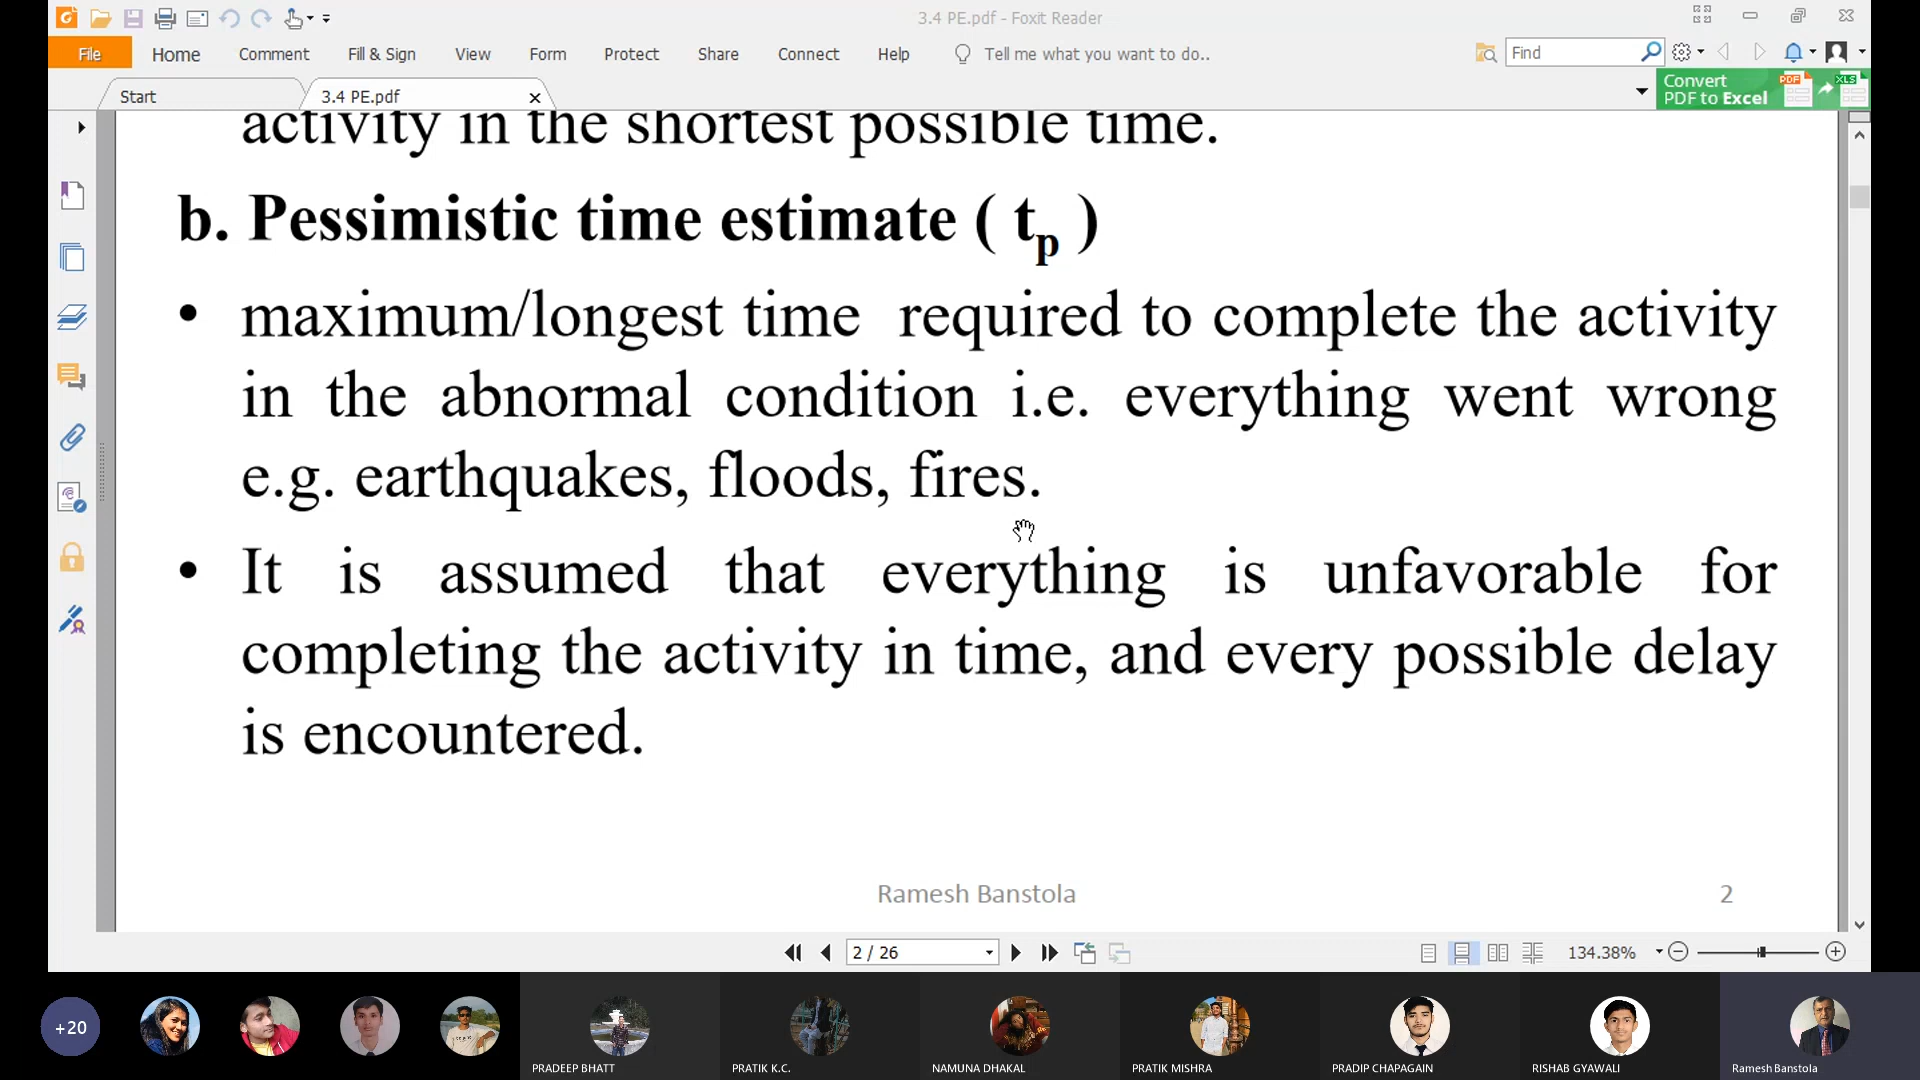 3.4 PE.pdf - Foxit Reader
File Home Comment Fill & Sign View Form Protect Share Connect Help Tell me what you want to do.. Find
Start 3.4 PE.pdf
Convert
PDF to Excel
PDF XLS
activity in the shortest possible time.
b. Pessimistic time estimate ( tp )
• maximum/longest time required to complete the activity
in the abnormal condition i.e. everything went wrong
e.g. earthquakes, floods, fires.
• It is assumed that everything is unfavorable for
completing the activity in time, and every possible delay
is encountered.
Ramesh Banstola 2
2 / 26 134.38%
+20
PRADEEP BHATT PRATIK K.C. NAMUNA DHAKAL PRATIK MISHRA PRADIP CHAPAGAIN RISHAB GYAWALI Ramesh Banstola